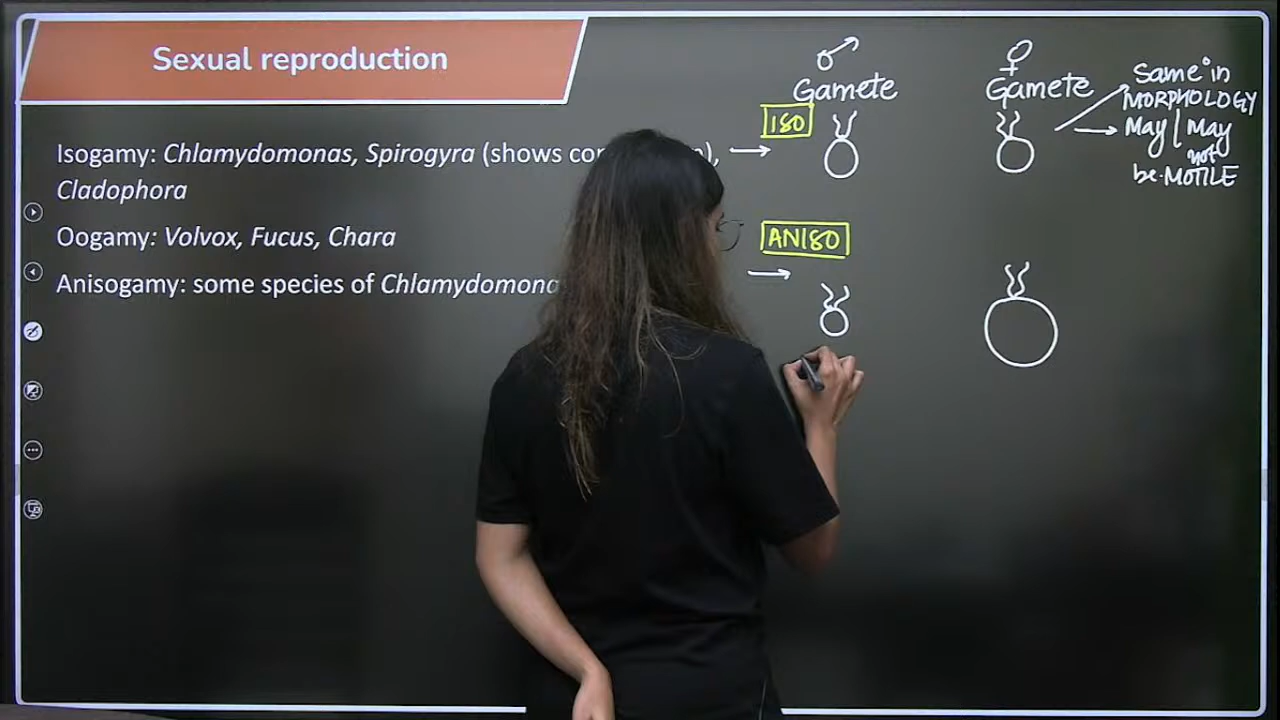 Sexual reproduction
Isogamy: Chlamydomonas, Spirogyra (shows co
),
Cladophora
Oogamy: Volvox, Fucus, Chara
Anisogamy: some species of Chlamydomona
♂ ♀
Gamete Gamete
ISO
Same in
MORPHOLOGY
May | May
not
be MOTILE
ANISO